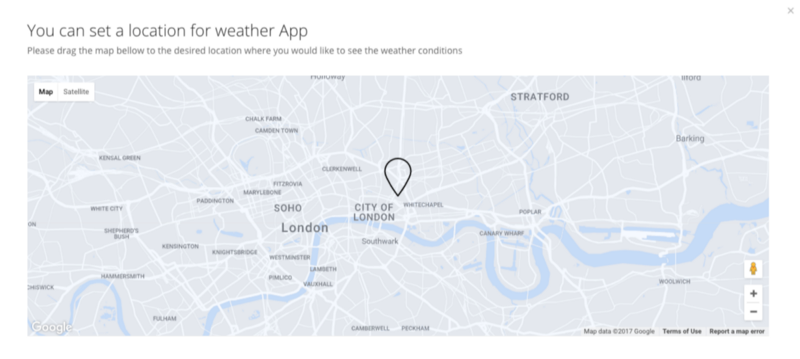 ×
You can set a location for weather App
Please drag the map bellow to the desired location where you would like to see the weather conditions
Map Satellite
STRATFORD
Barking
CHALK FARM
CAMDEN TOWN
KENSAL GREEN
CLERKENWELL
FITZROVIA
MARYLEBONE
PADDINGTON
WHITE CITY
SOHO
CITY OF
LONDON
WHITECHAPEL
POPLAR
ON
SHEPHERD'S
BUSH
London
CANARY WHARF
Southwark
KENSINGTON
KNIGHTSBRIDGE
WESTMINSTER
LAMBETH
HAMMERSMITH
PIMLICO
VAUXHALL
WOOLWICH
CHISWICK
+
−
FULHAM
Google
CAMBERWELL
PECKHAM
Map data ©2017 Google Terms of Use Report a map error